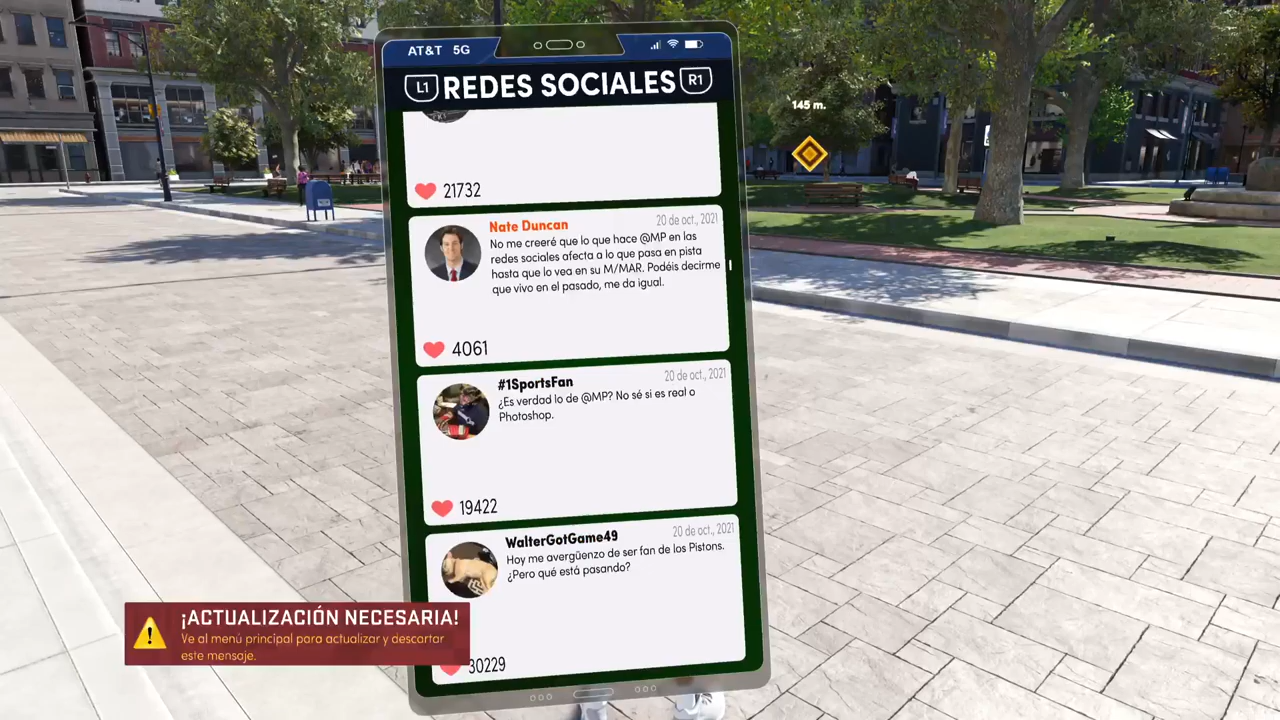 AT&T 5G
L1 REDES SOCIALES R1
145 m.
21732
Nate Duncan 20 de oct., 2021
No me creeré que lo que hace @MP en las
redes sociales afecta a lo que pasa en pista
hasta que lo vea en su M/MAR. Podéis decirme
que vivo en el pasado, me da igual.
4061
#1SportsFan 20 de oct., 2021
¿Es verdad lo de @MP? No sé si es real o
Photoshop.
19422
WalterGotGame49 20 de oct., 2021
Hoy me avergüenzo de ser fan de los Pistons.
¿Pero qué está pasando?
30229
¡ACTUALIZACIÓN NECESARIA!
Ve al menú principal para actualizar y descartar
este mensaje.